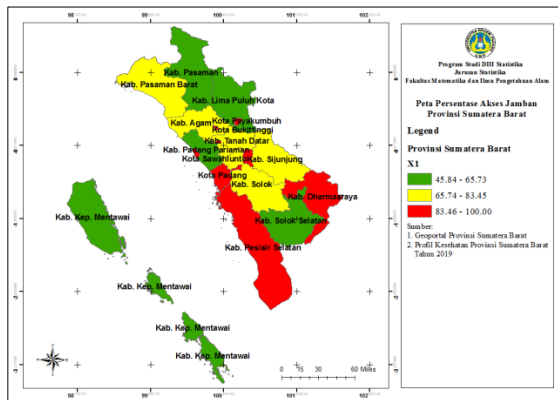 98
99
100
101
102
Kab. Pasaman
Kab. Pasaman Barat
Kab. Lima Puluh Kota
Kab. Agam
Kota Payakumbuh
Kota Bukittinggi
Kab. Tanah Datar
Kab. Padang Pariaman
Kota Sawahlunto
Kab. Sijunjung
Kota Padang
Kab. Solok
Kab. Dharmasraya
Kab. Solok Selatan
Kab. Pesisir Selatan
Kab. Kep. Mentawai
Kab. Kep. Mentawai
Kab. Kep. Mentawai
Kab. Kep. Mentawai
0 15 30 60 Miles
98
99
100
101
102
Program Studi DIII Statistika
Jurusan Statistika
Fakultas Matematika dan Ilmu Pengetahuan Alam
Peta Persentase Akses Jamban
Provinsi Sumatera Barat
Legend
Provinsi Sumatera Barat
X1
45.84 - 65.73
65.74 - 83.45
83.46 - 100.00
Sumber:
1. Geoportal Provinsi Sumatera Barat
2. Profil Kesehatan Provinsi Sumatera Barat
Tahun 2019